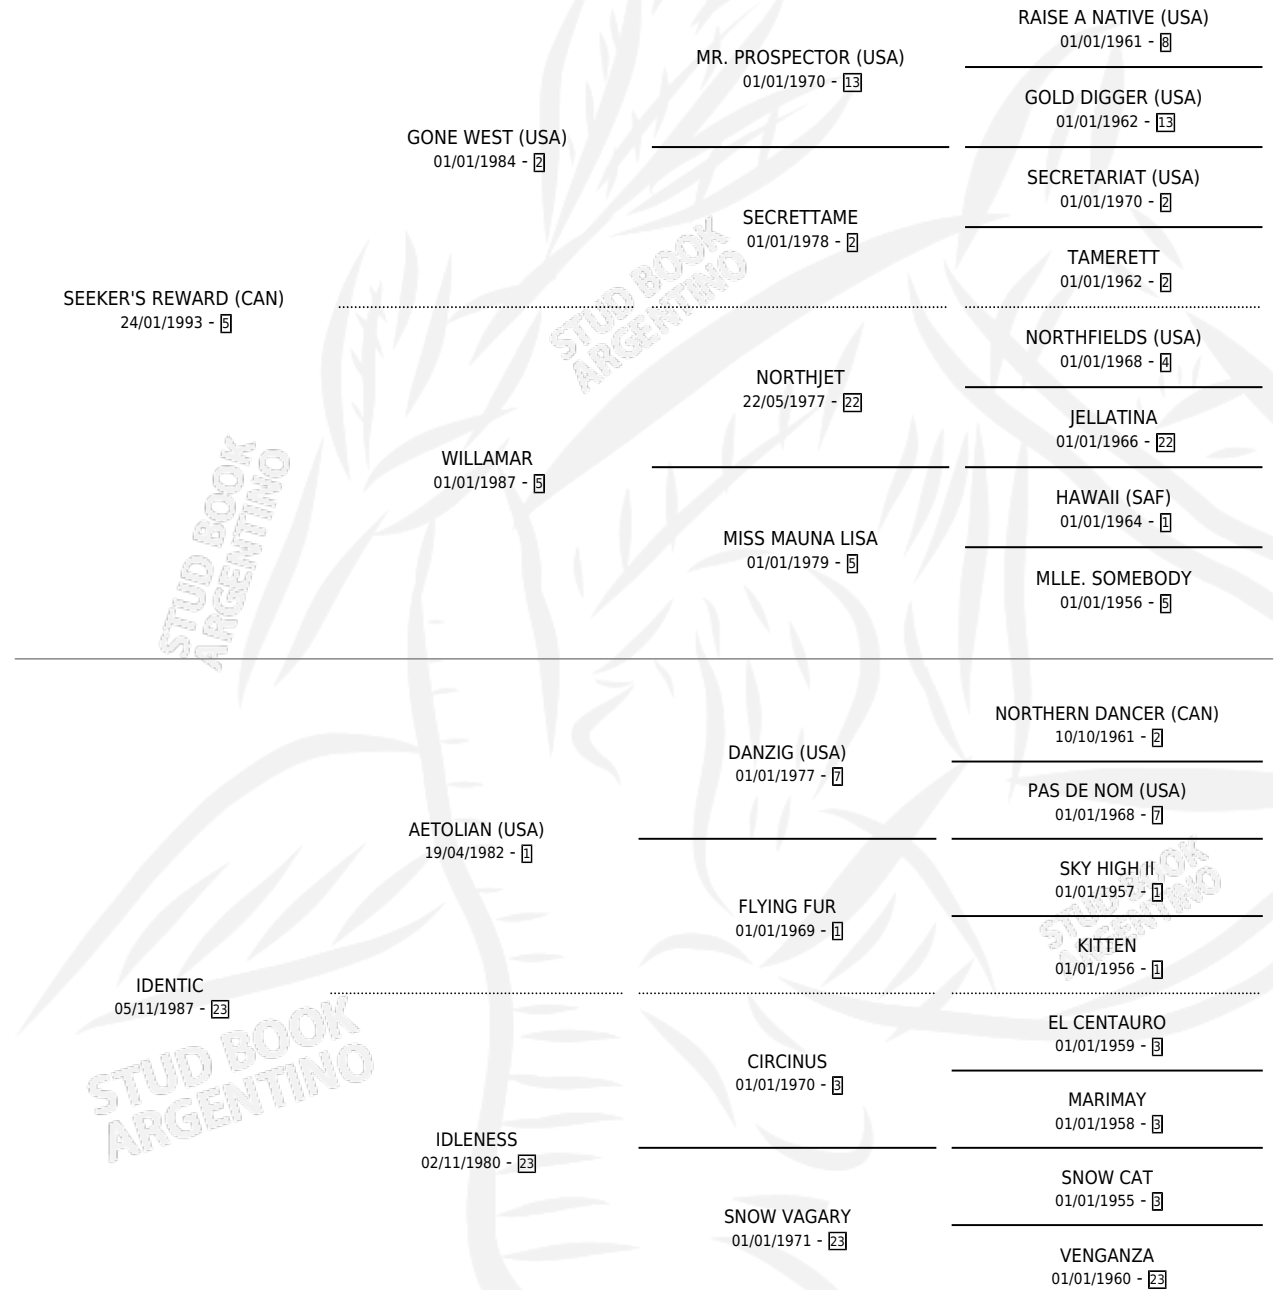 RAISE A NATIVE (USA)
01/01/1961 - 8
MR. PROSPECTOR (USA)
01/01/1970 - 13
GOLD DIGGER (USA)
01/01/1962 - 13
GONE WEST (USA)
01/01/1984 - 2
SECRETARIAT (USA)
01/01/1970 - 2
SECRETTAME
01/01/1978 - 2
TAMERETT
01/01/1962 - 2
SEEKER'S REWARD (CAN)
24/01/1993 - 5
NORTHFIELDS (USA)
01/01/1968 - 4
NORTHJET
22/05/1977 - 22
JELLATINA
01/01/1966 - 22
WILLAMAR
01/01/1987 - 5
HAWAII (SAF)
01/01/1964 - 1
MISS MAUNA LISA
01/01/1979 - 5
MLLE. SOMEBODY
01/01/1956 - 5
NORTHERN DANCER (CAN)
10/10/1961 - 2
DANZIG (USA)
01/01/1977 - 7
PAS DE NOM (USA)
01/01/1968 - 7
AETOLIAN (USA)
19/04/1982 - 1
SKY HIGH II
01/01/1957 - 1
FLYING FUR
01/01/1969 - 1
KITTEN
01/01/1956 - 1
IDENTIC
05/11/1987 - 23
EL CENTAURO
01/01/1959 - 3
CIRCINUS
01/01/1970 - 3
MARIMAY
01/01/1958 - 3
IDLENESS
02/11/1980 - 23
SNOW CAT
01/01/1955 - 3
SNOW VAGARY
01/01/1971 - 23
VENGANZA
01/01/1960 - 23
STUD BOOK
ARGENTINO
STUD BOOK
ARGENTINO
STUD BOOK
ARGENTINO
STUD BOOK
ARGENTINO